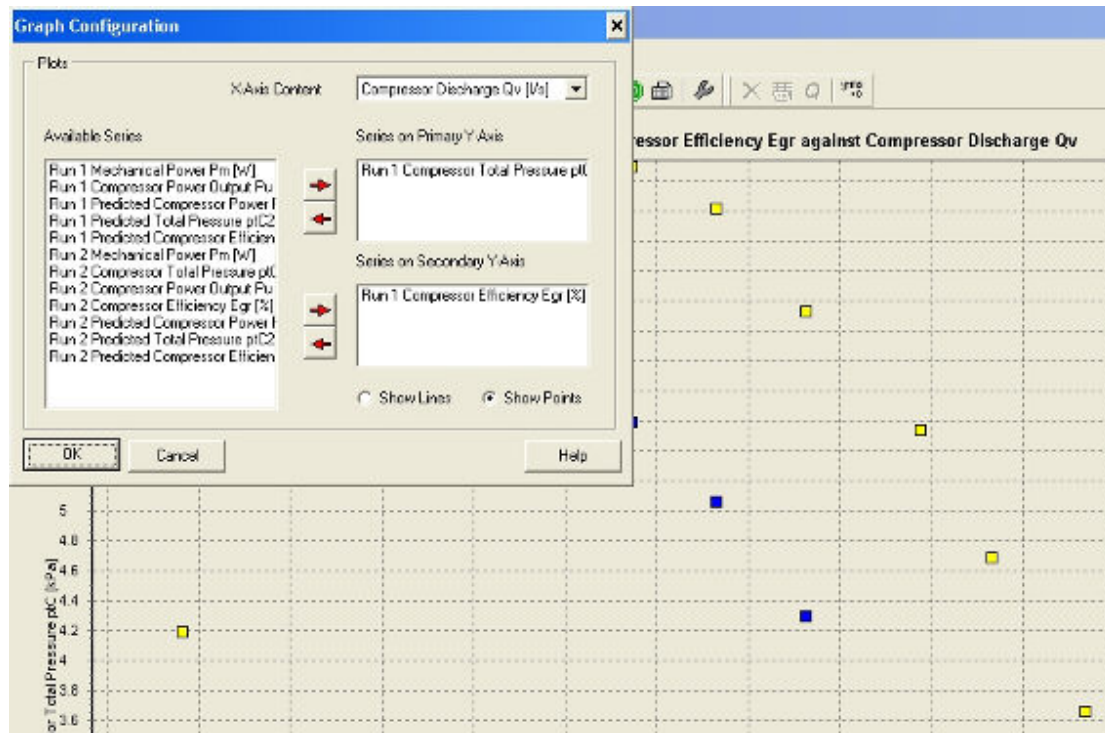 Graph Configuration
Plots
X-Axis Content
Compressor Discharge Qv [l/s]
Available Series
Run 1 Mechanical Power Pm [W]
Run 1 Compressor Power Output Pu
Run 1 Predicted Compressor Power
Run 1 Predicted Total Pressure ptC2
Run 1 Predicted Compressor Efficien
Run 2 Mechanical Power Pm [W]
Run 2 Compressor Total Pressure pt
Run 2 Compressor Power Output Pu
Run 2 Compressor Efficiency Egr [%]
Run 2 Predicted Compressor Power
Run 2 Predicted Total Pressure ptC2
Run 2 Predicted Compressor Efficien
Series on Primary Y-Axis
Run 1 Compressor Total Pressure pt
Series on Secondary Y-Axis
Run 1 Compressor Efficiency Egr [%]
Show Lines
Show Points
OK
Cancel
Help
ressor Efficiency Egr against Compressor Discharge Qv
or Total Pressure ptC [kPa]
5
4.8
4.6
4.4
4.2
4
3.8
3.6